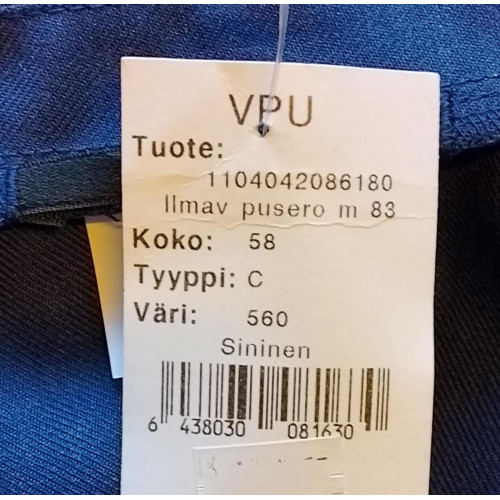 VPU
Tuote:
1104042086180
Ilmav pusero m 83
Koko: 58
Tyyppi: C
Väri: 560
Sininen
6 438030 081630